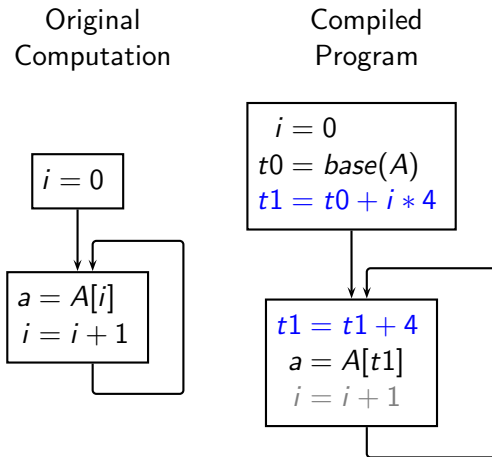 Original
Computation
i = 0
a = A[i]
i = i + 1
Compiled
Program
i = 0
t0 = base(A)
t1 = t0 + i ∗ 4
t1 = t1 + 4
a = A[t1]
i = i + 1